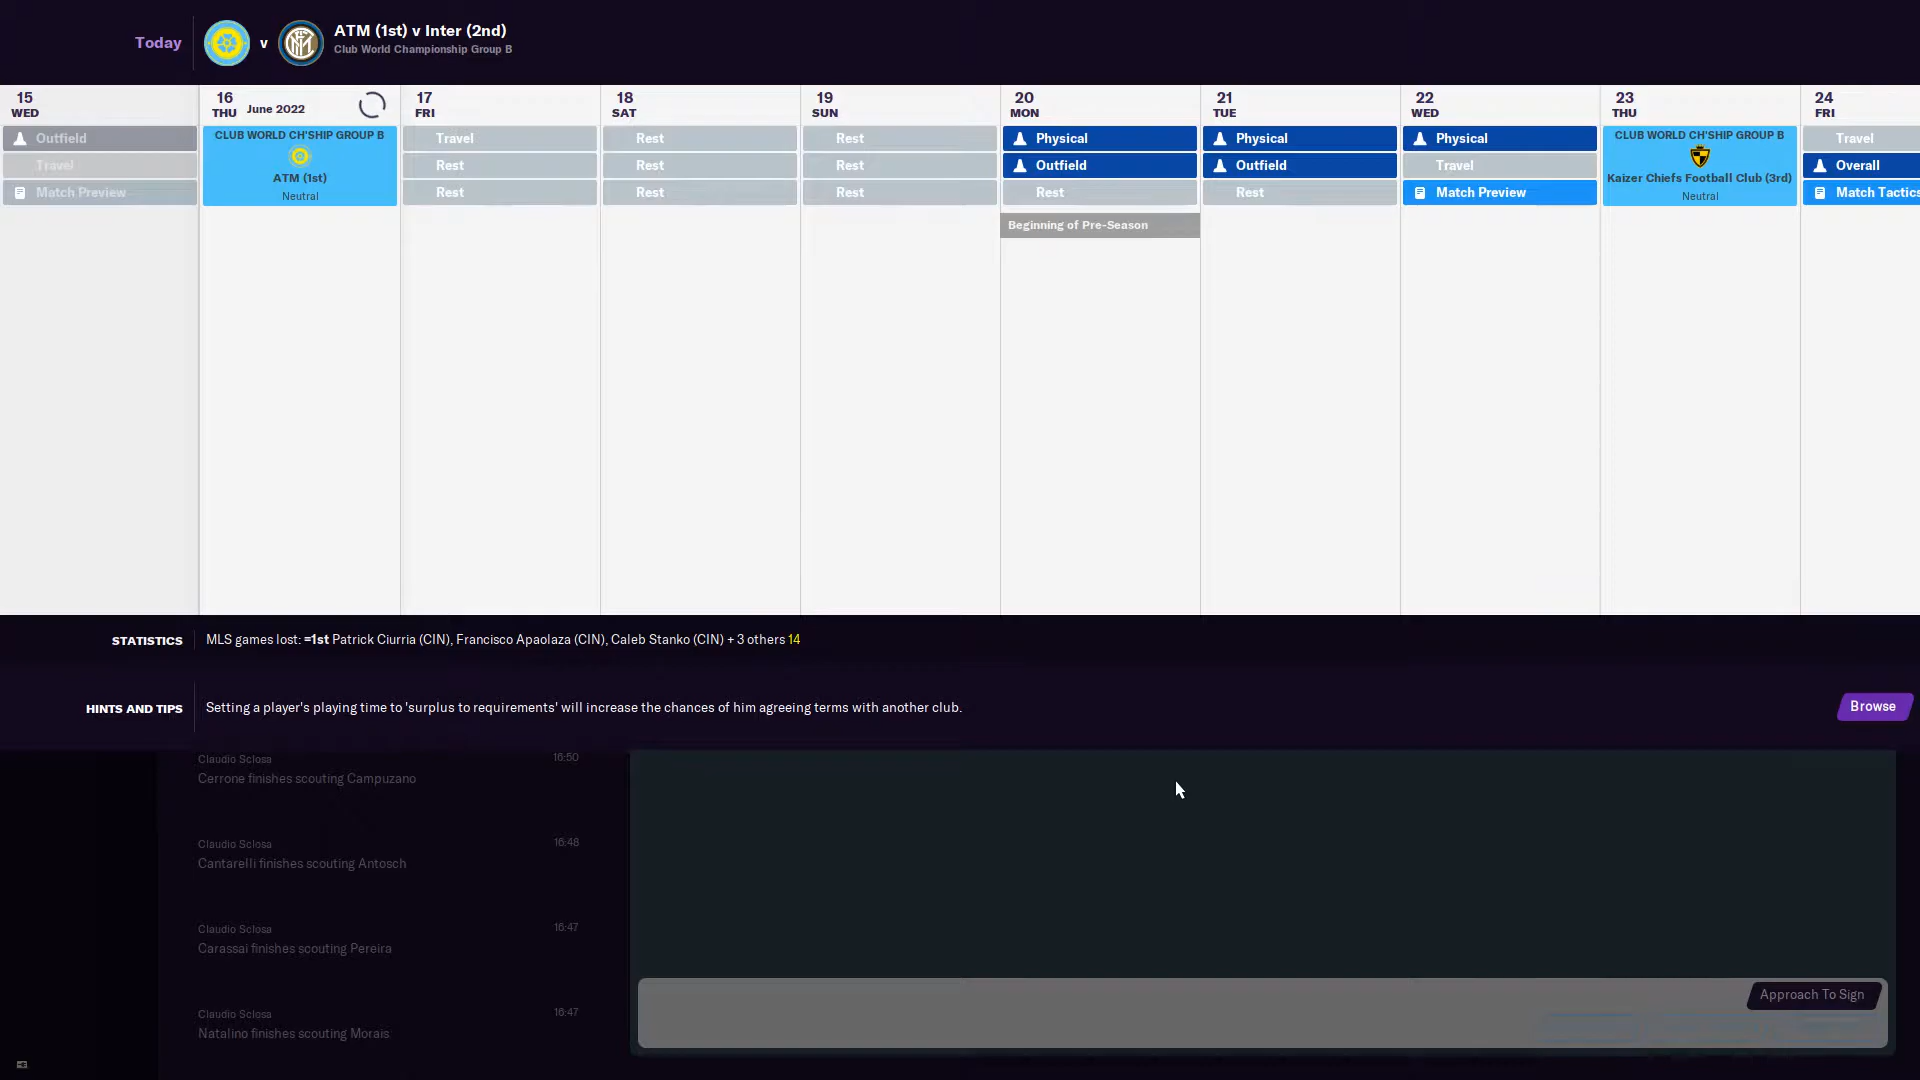 Today
v
ATM (1st) v Inter (2nd)
Club World Championship Group B
15
WED
Outfield
Travel
Match Preview
16
THU June 2022
CLUB WORLD CH'SHIP GROUP B
ATM (1st)
Neutral
17
FRI
Travel
Rest
Rest
18
SAT
Rest
Rest
Rest
19
SUN
Rest
Rest
Rest
20
MON
Physical
Outfield
Rest
Beginning of Pre-Season
21
TUE
Physical
Outfield
Rest
22
WED
Physical
Travel
Match Preview
23
THU
CLUB WORLD CH'SHIP GROUP B
Kaizer Chiefs Football Club (3rd)
Neutral
24
FRI
Travel
Overall
Match Tactics
STATISTICS
MLS games lost: =1st Patrick Ciurria (CIN), Francisco Apaolaza (CIN), Caleb Stanko (CIN) + 3 others 14
HINTS AND TIPS
Setting a player's playing time to 'surplus to requirements' will increase the chances of him agreeing terms with another club.
Browse
Claudio Sclosa 16:50
Cerrone finishes scouting Campuzano
Claudio Sclosa 16:48
Cantarelli finishes scouting Antosch
Claudio Sclosa 16:47
Carassai finishes scouting Pereira
Claudio Sclosa 16:47
Natalino finishes scouting Morais
Approach To Sign